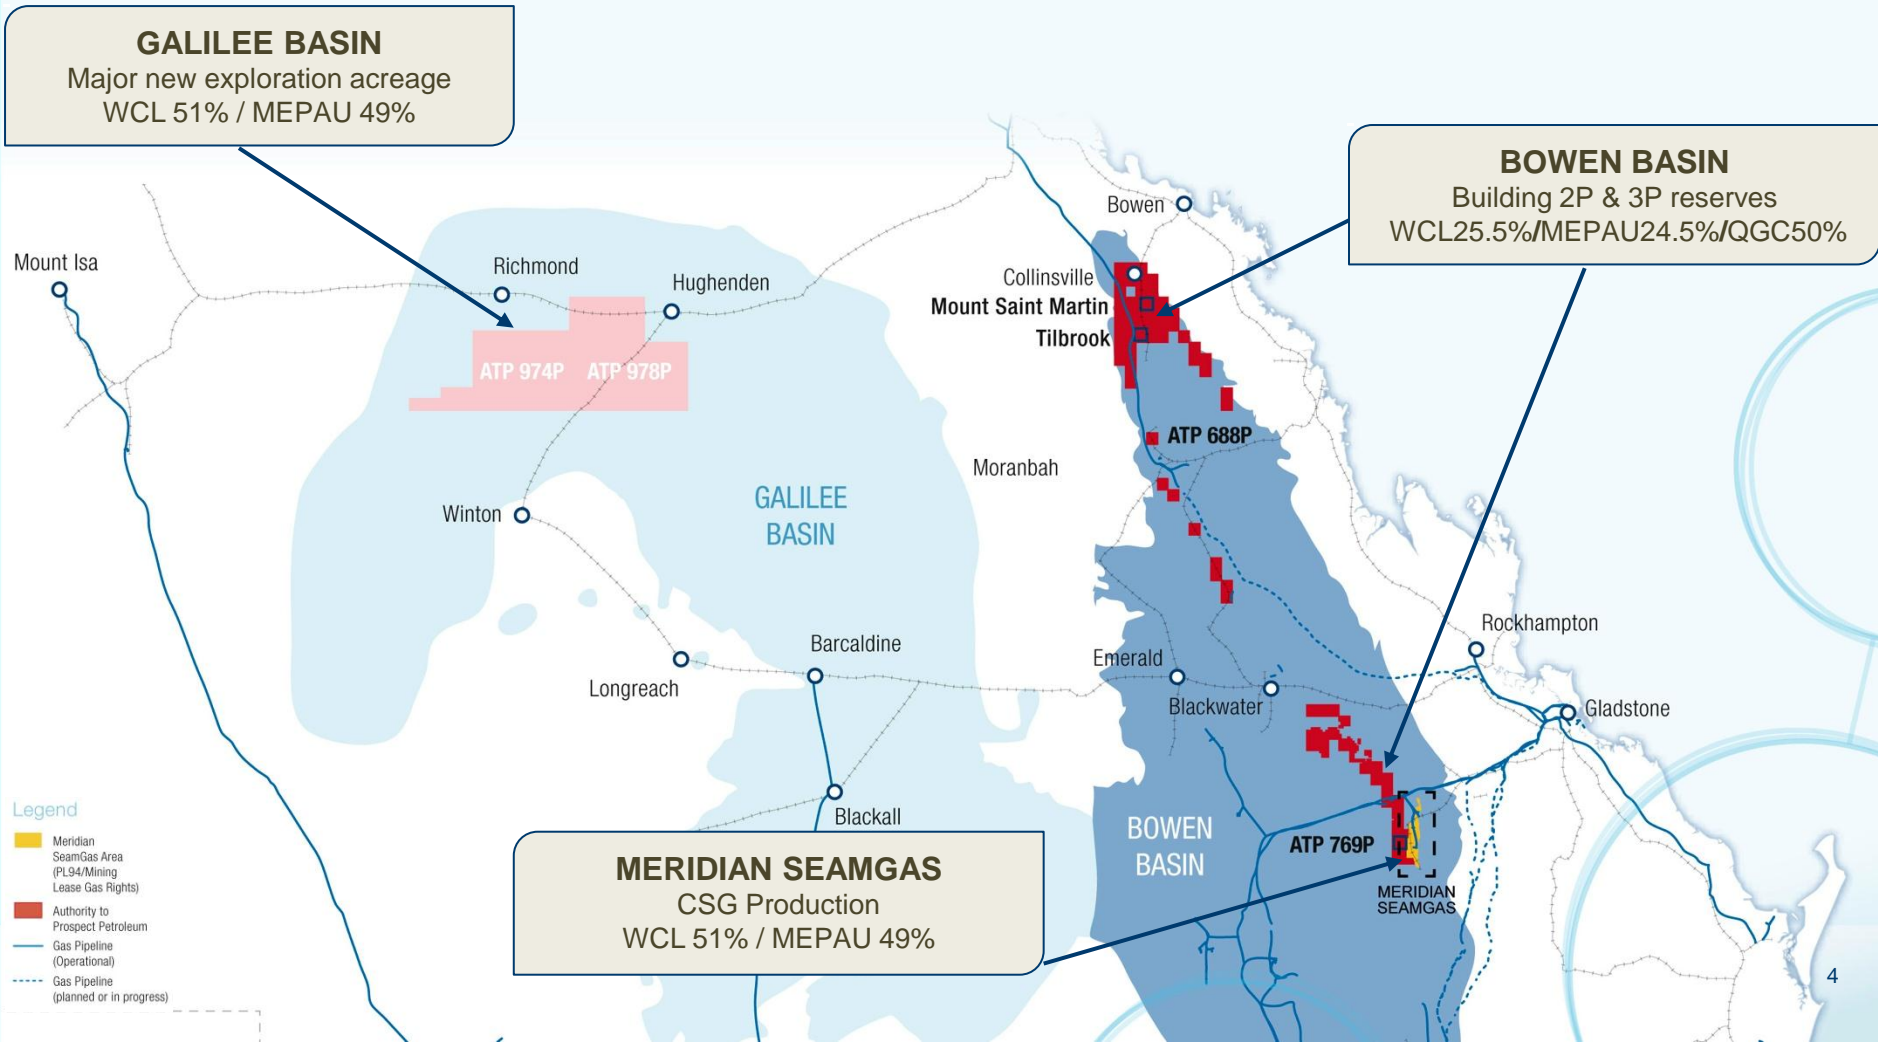 GALILEE BASIN
Major new exploration acreage
WCL 51% / MEPAU 49%
BOWEN BASIN
Building 2P & 3P reserves
WCL25.5%/MEPAU24.5%/QGC50%
Bowen
Mount Isa
Richmond
Hughenden
Collinsville
Mount Saint Martin
Tilbrook
ATP 974P
ATP 978P
ATP 688P
Moranbah
GALILEE
BASIN
Winton
Rockhampton
Barcaldine
Emerald
Longreach
Blackwater
Gladstone
Blackall
BOWEN
BASIN
ATP 769P
MERIDIAN
SEAMGAS
MERIDIAN SEAMGAS
CSG Production
WCL 51% / MEPAU 49%
Legend
Meridian
SeamGas Area
(PL94/Mining
Lease Gas Rights)
Authority to
Prospect Petroleum
Gas Pipeline
(Operational)
Gas Pipeline
(planned or in progress)
4